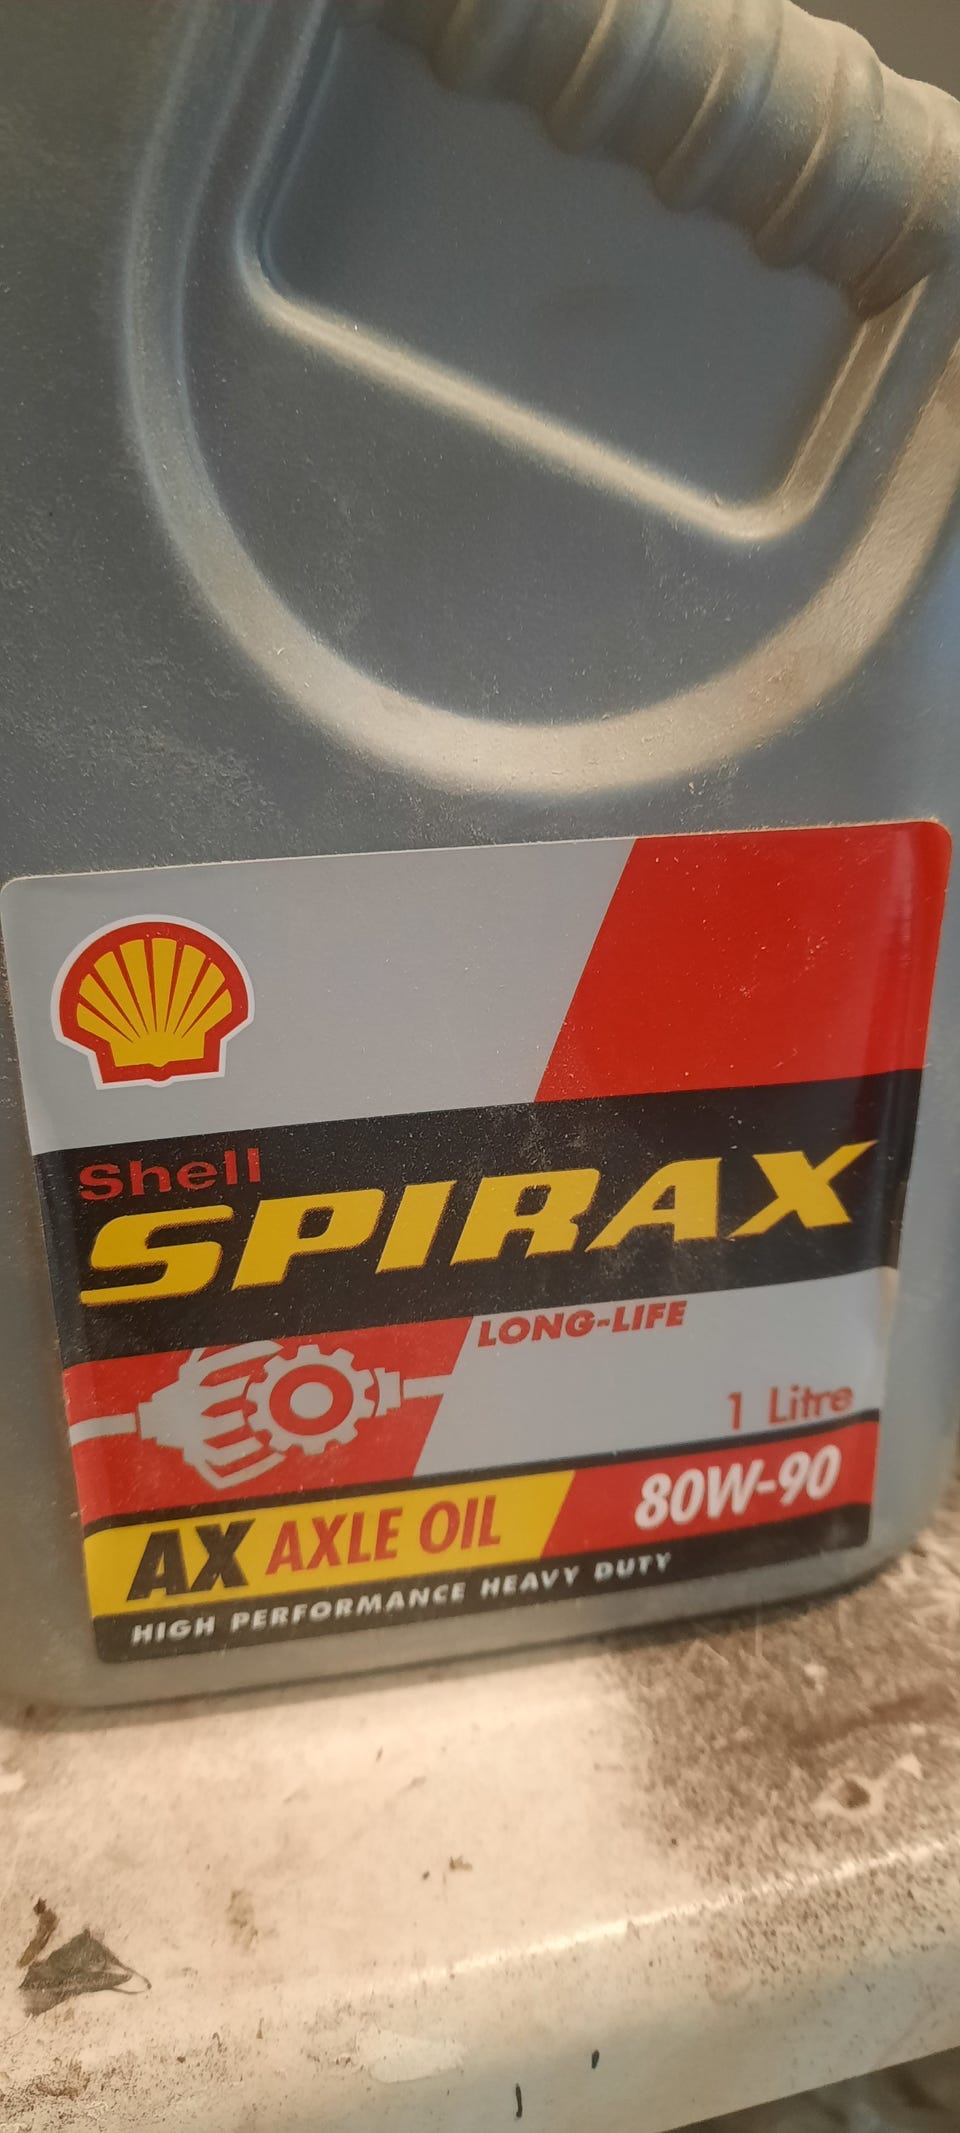 Shell
SPIRAX
LONG-LIFE
1 Litre
80W-90
AX AXLE OIL
HIGH PERFORMANCE HEAVY DUTY